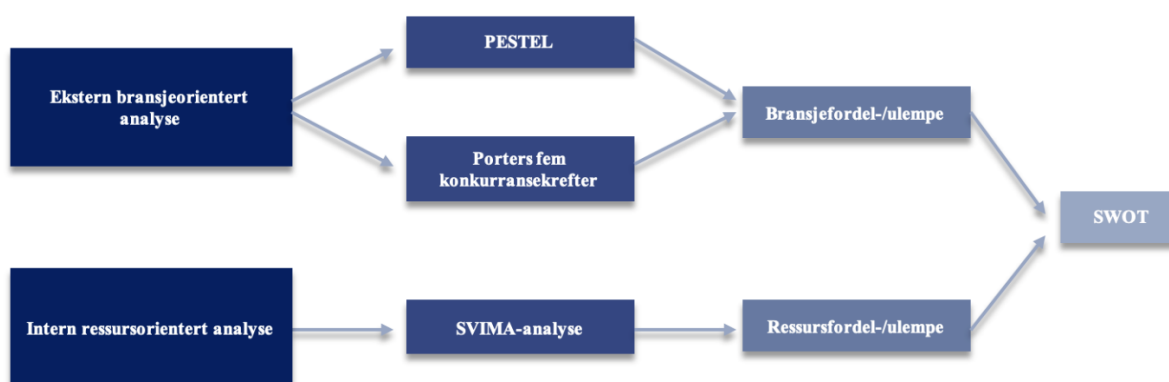 Ekstern bransjeorientert
analyse
PESTEL
Porters fem
konkurransekrefter
Bransjefordel-/ulempe
SWOT
Intern ressursorientert analyse
SVIMA-analyse
Ressursfordel-/ulempe